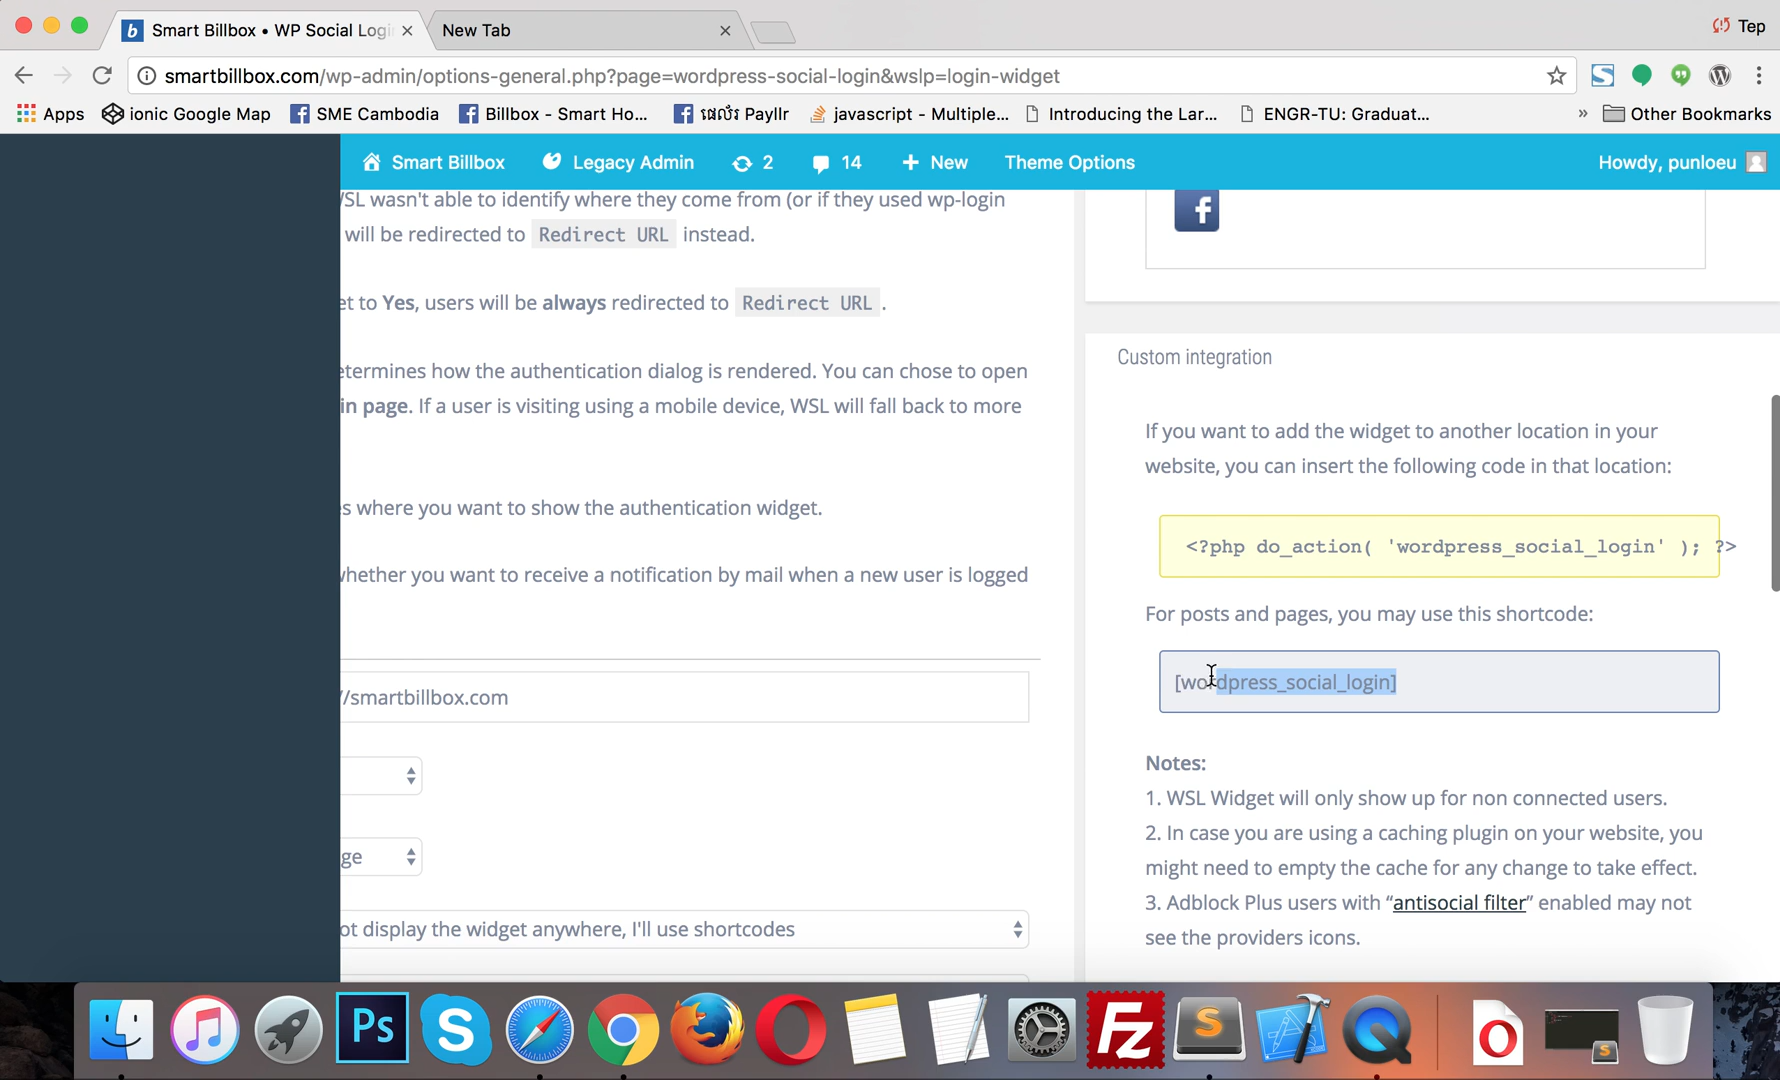 Smart Billbox • WP Social Logi
New Tab
Tep
smartbillbox.com/wp-admin/options-general.php?page=wordpress-social-login&wslp=login-widget
Apps
ionic Google Map
SME Cambodia
Billbox - Smart Ho...
javascript - Multiple...
Introducing the Lar...
ENGR-TU: Graduat...
»
Other Bookmarks
Smart Billbox
Legacy Admin
2
14
+ New
Theme Options
Howdy, punloeu
WSL wasn't able to identify where they come from (or if they used wp-login
will be redirected to Redirect URL instead.
et to Yes, users will be always redirected to Redirect URL.
etermines how the authentication dialog is rendered. You can chose to open
in page. If a user is visiting using a mobile device, WSL will fall back to more
s where you want to show the authentication widget.
whether you want to receive a notification by mail when a new user is logged
//smartbillbox.com
ge
ot display the widget anywhere, I'll use shortcodes
Custom integration
If you want to add the widget to another location in your
website, you can insert the following code in that location:
<?php do_action( 'wordpress_social_login' ); ?>
For posts and pages, you may use this shortcode:
[wordpress_social_login]
Notes:
1. WSL Widget will only show up for non connected users.
2. In case you are using a caching plugin on your website, you
might need to empty the cache for any change to take effect.
3. Adblock Plus users with “antisocial filter” enabled may not
see the providers icons.
Ps
Fz